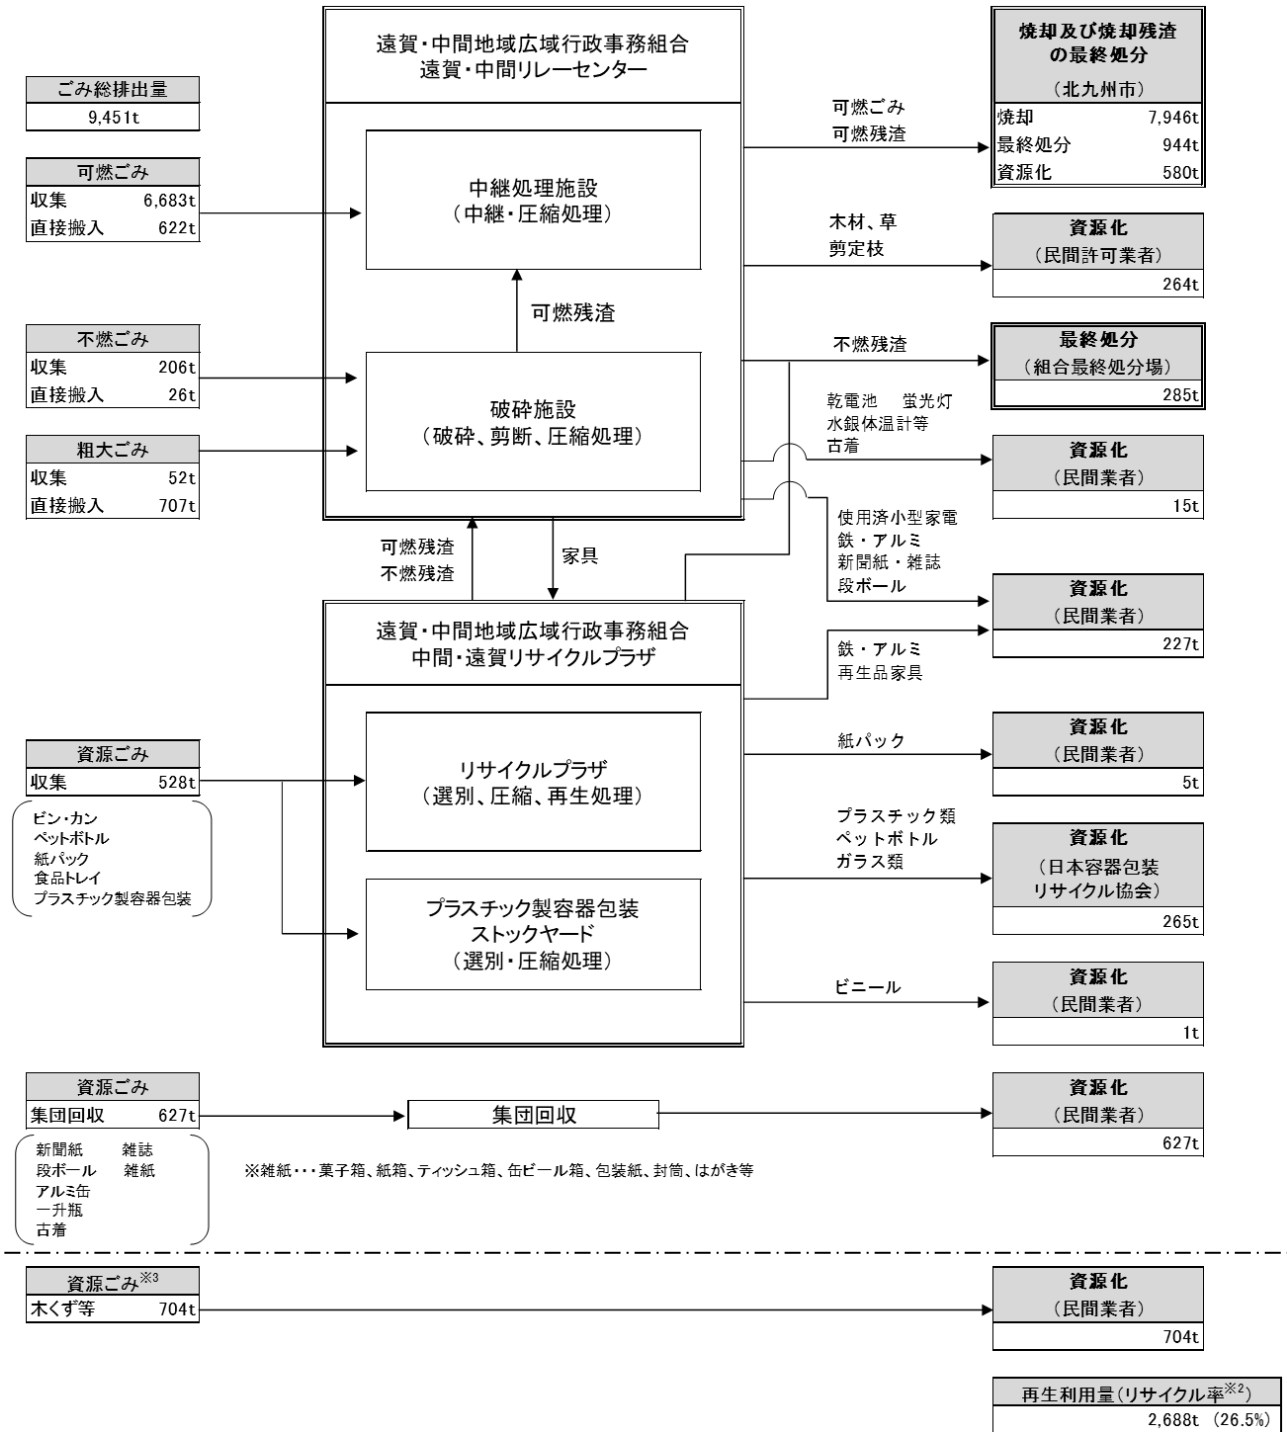 ごみ総排出量
9,451t
可燃ごみ
収集 6,683t
直接搬入 622t
不燃ごみ
収集 206t
直接搬入 26t
粗大ごみ
収集 52t
直接搬入 707t
遠賀・中間地域広域行政事務組合
遠賀・中間リレーセンター
中継処理施設
(中継・圧縮処理)
可燃残渣
破砕施設
(破砕、剪断、圧縮処理)
可燃残渣
不燃残渣
家具
可燃ごみ
可燃残渣
焼却及び焼却残渣
の最終処分
(北九州市)
焼却 7,946t
最終処分 944t
資源化 580t
木材、草
剪定枝
資源化
(民間許可業者)
264t
不燃残渣
最終処分
(組合最終処分場)
285t
乾電池 蛍光灯
水銀体温計等
古着
資源化
(民間業者)
15t
使用済小型家電
鉄・アルミ
新聞紙・雑誌
段ボール
資源化
(民間業者)
227t
鉄・アルミ
再生品家具
遠賀・中間地域広域行政事務組合
中間・遠賀リサイクルプラザ
資源ごみ
収集 528t
ビン・カン
ペットボトル
紙パック
食品トレイ
プラスチック製容器包装
リサイクルプラザ
(選別、圧縮、再生処理)
プラスチック製容器包装
ストックヤード
(選別・圧縮処理)
紙パック
資源化
(民間業者)
5t
プラスチック類
ペットボトル
ガラス類
資源化
(日本容器包装
リサイクル協会)
265t
ビニール
資源化
(民間業者)
1t
資源ごみ
集団回収 627t
新聞紙 雑誌
段ボール 雑紙
アルミ缶
一升瓶
古着
集団回収
資源化
(民間業者)
627t
※雑紙・・・菓子箱、紙箱、ティッシュ箱、缶ビール箱、包装紙、封筒、はがき等
資源ごみ※3
木くず等 704t
資源化
(民間業者)
704t
再生利用量(リサイクル率※2)
2,688t (26.5%)